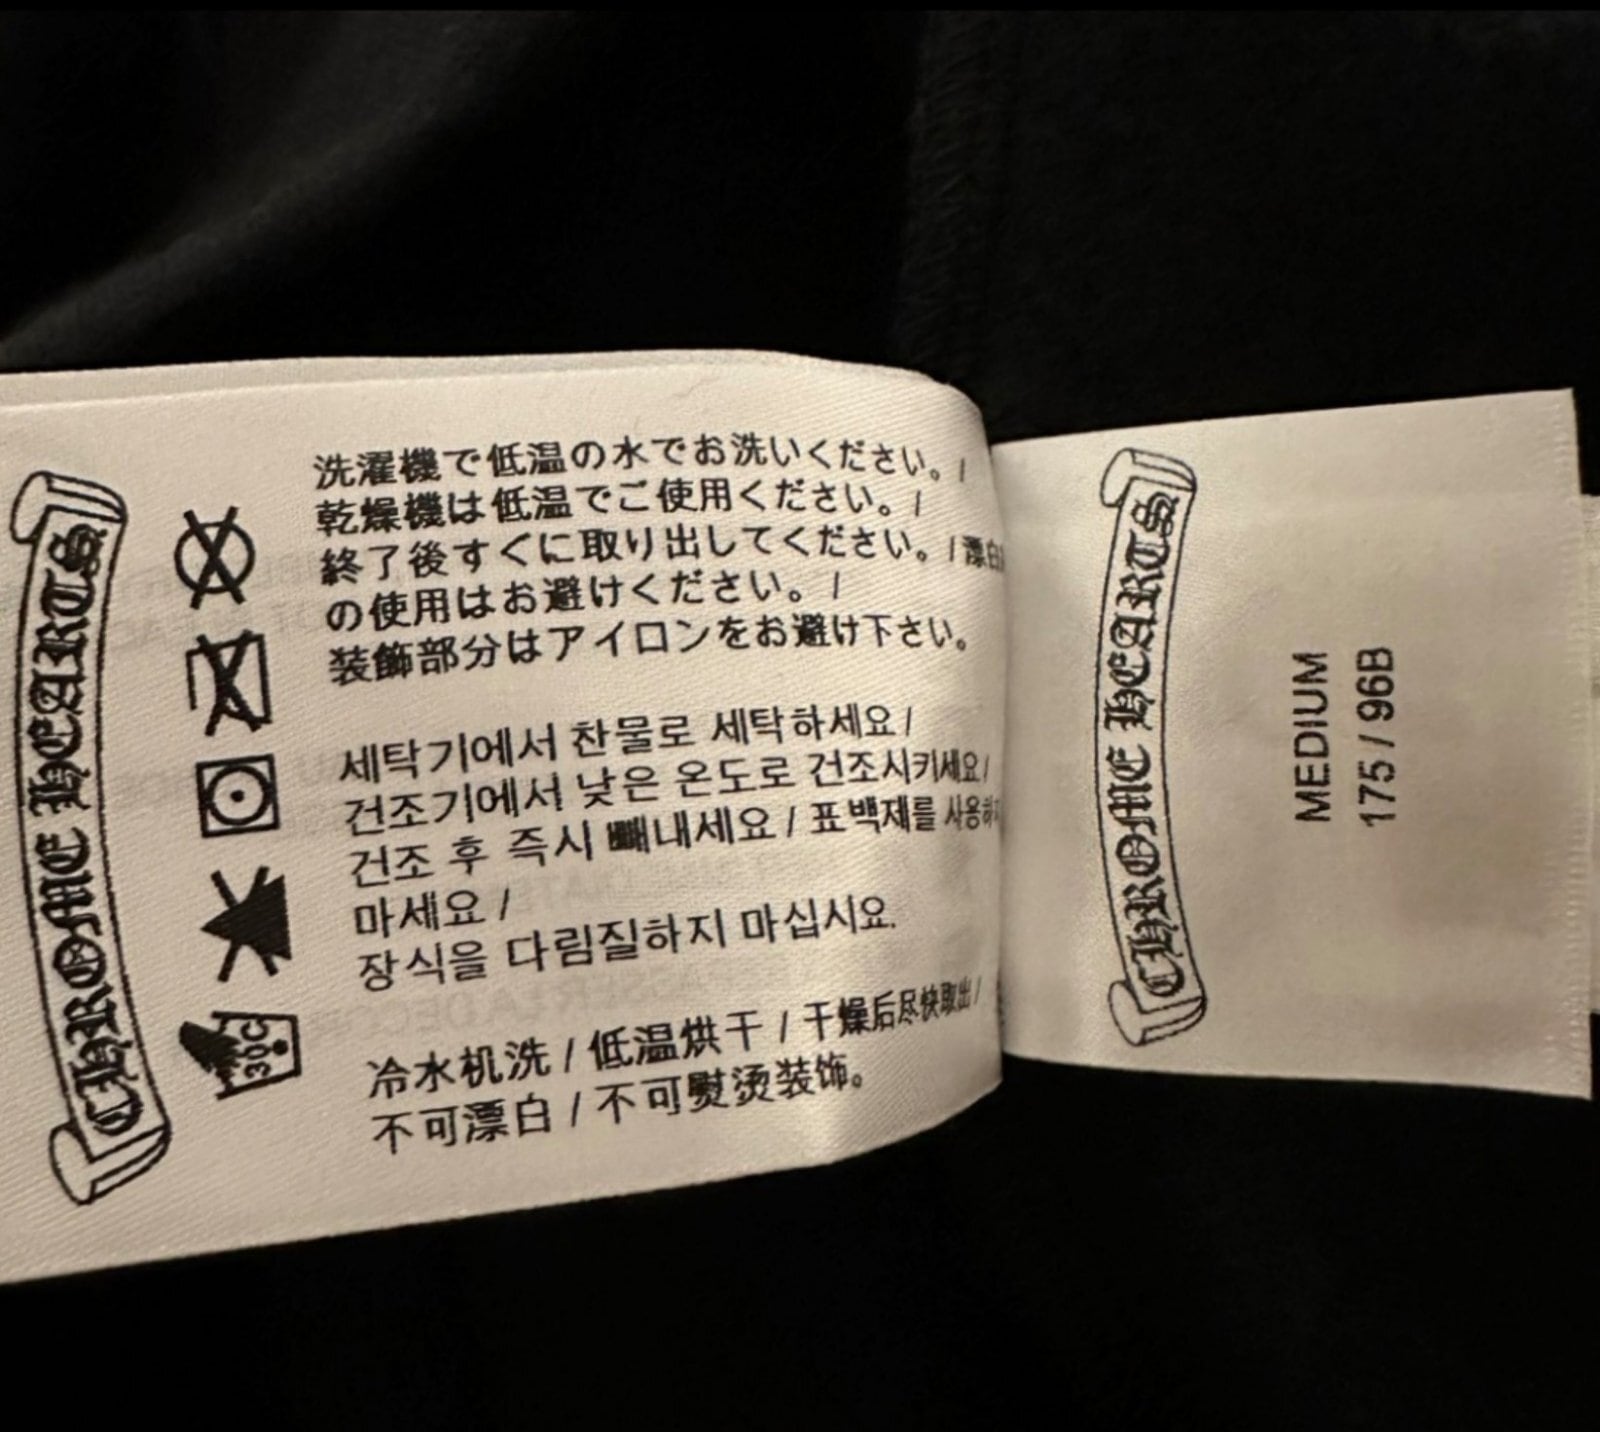 CHROME HEARTS
洗濯機で低温の水でお洗いください。/
乾燥機は低温でご使用ください。/
終了後すぐに取り出してください。/ 漂白
の使用はお避けください。/
装飾部分はアイロンをお避け下さい。
세탁기에서 찬물로 세탁하세요 /
건조기에서 낮은 온도로 건조시키세요 /
건조 후 즉시 빼내세요 / 표백제를 사용하지
마세요 /
장식을 다림질하지 마십시요.
冷水机洗 / 低温烘干 / 干燥后尽快取出 /
不可漂白 / 不可熨烫装饰。
30C
CHROME HEARTS
MEDIUM
175 / 96B